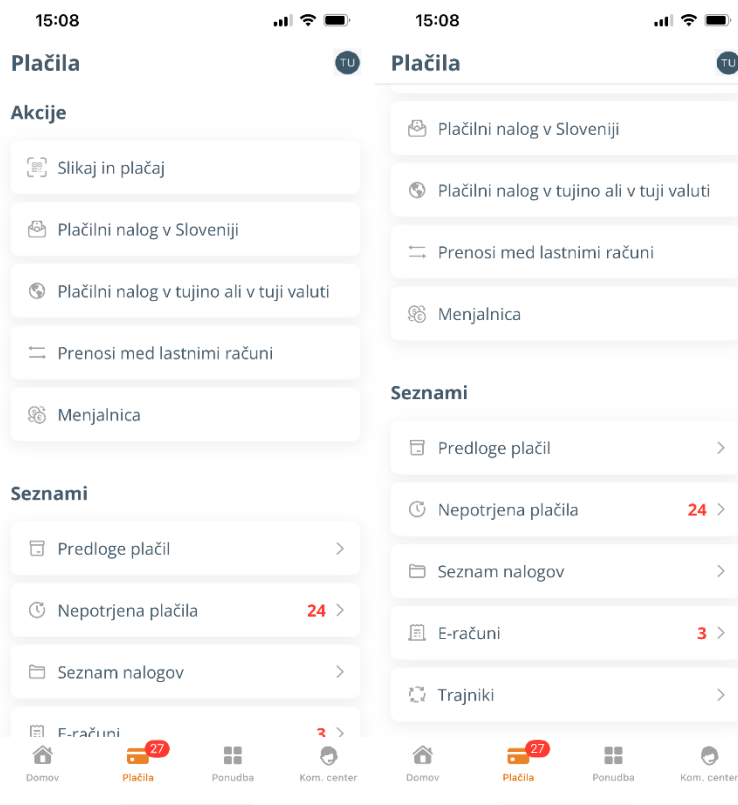 15:08
Plačila
TU
Akcije
Slikaj in plačaj
Plačilni nalog v Sloveniji
Plačilni nalog v tujino ali v tuji valuti
Prenosi med lastnimi računi
Menjalnica
Seznami
Predloge plačil
Nepotrjena plačila 24
Seznam nalogov
E-računi 3
27
Domov Plačila Ponudba Kom. center
15:08
Plačila
TU
Plačilni nalog v Sloveniji
Plačilni nalog v tujino ali v tuji valuti
Prenosi med lastnimi računi
Menjalnica
Seznami
Predloge plačil
Nepotrjena plačila 24
Seznam nalogov
E-računi 3
Trajniki
27
Domov Plačila Ponudba Kom. center